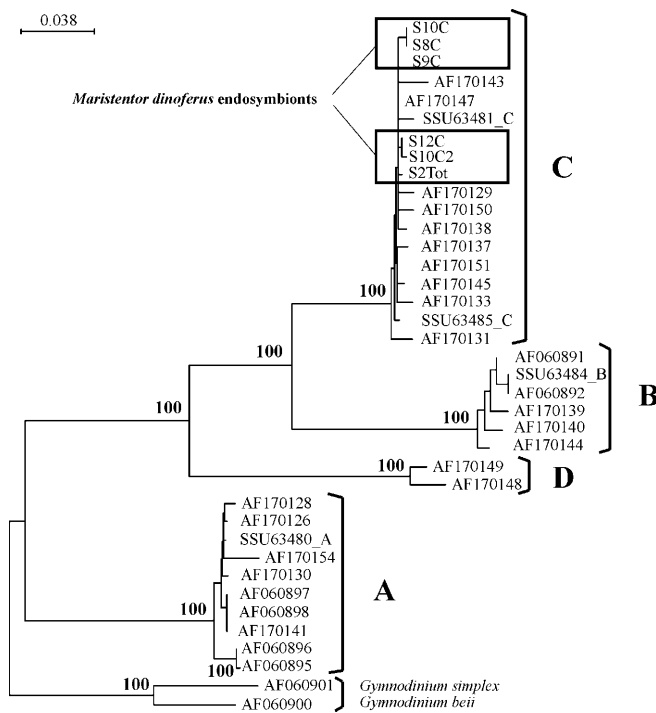 0.038
S10C
S8C
S9C
AF170143
Maristentor dinoferus endosymbionts
AF170147
SSU63481_C
S12C
S10C2
S2Tot
C
AF170129
AF170150
AF170138
AF170137
AF170151
AF170145
100
AF170133
SSU63485_C
AF170131
100
AF060891
SSU63484_B
AF060892
B
100
AF170139
100
AF170140
AF170144
100
AF170149
D
AF170148
AF170128
AF170126
SSU63480_A
AF170154
AF170130
A
AF060897
100
AF060898
AF170141
AF060896
100
AF060895
100
AF060901
Gymnodinium simplex
AF060900
Gymnodinium beii